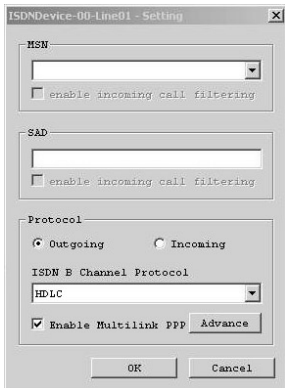 ISDNDevice-00-Line01 - Setting
MSN
enable incoming call filtering
SAD
enable incoming call filtering
Protocol
Outgoing Incoming
ISDN B Channel Protocol
HDLC
Enable Multilink PPP Advance
OK Cancel